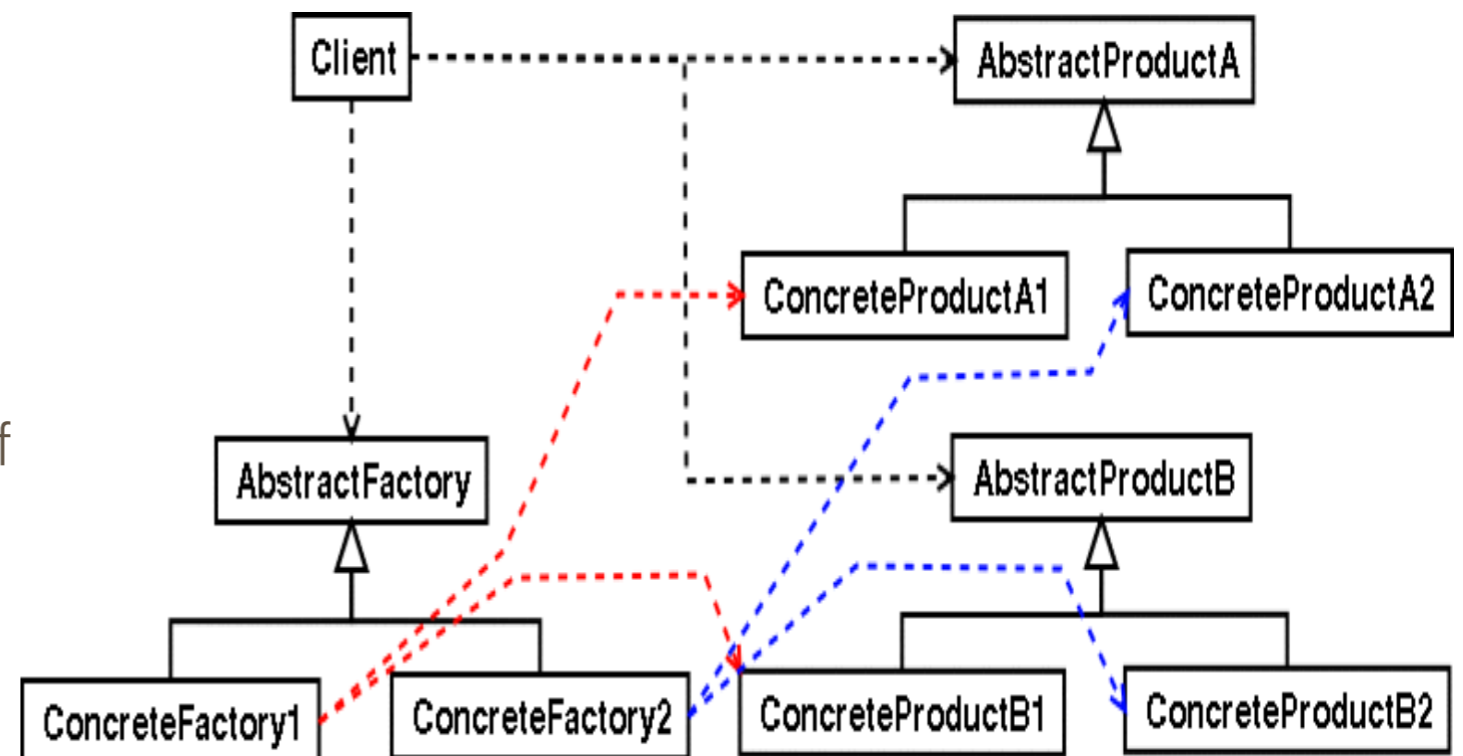 Client
AbstractProductA
ConcreteProductA1
ConcreteProductA2
f
AbstractFactory
AbstractProductB
ConcreteFactory1
ConcreteFactory2
ConcreteProductB1
ConcreteProductB2